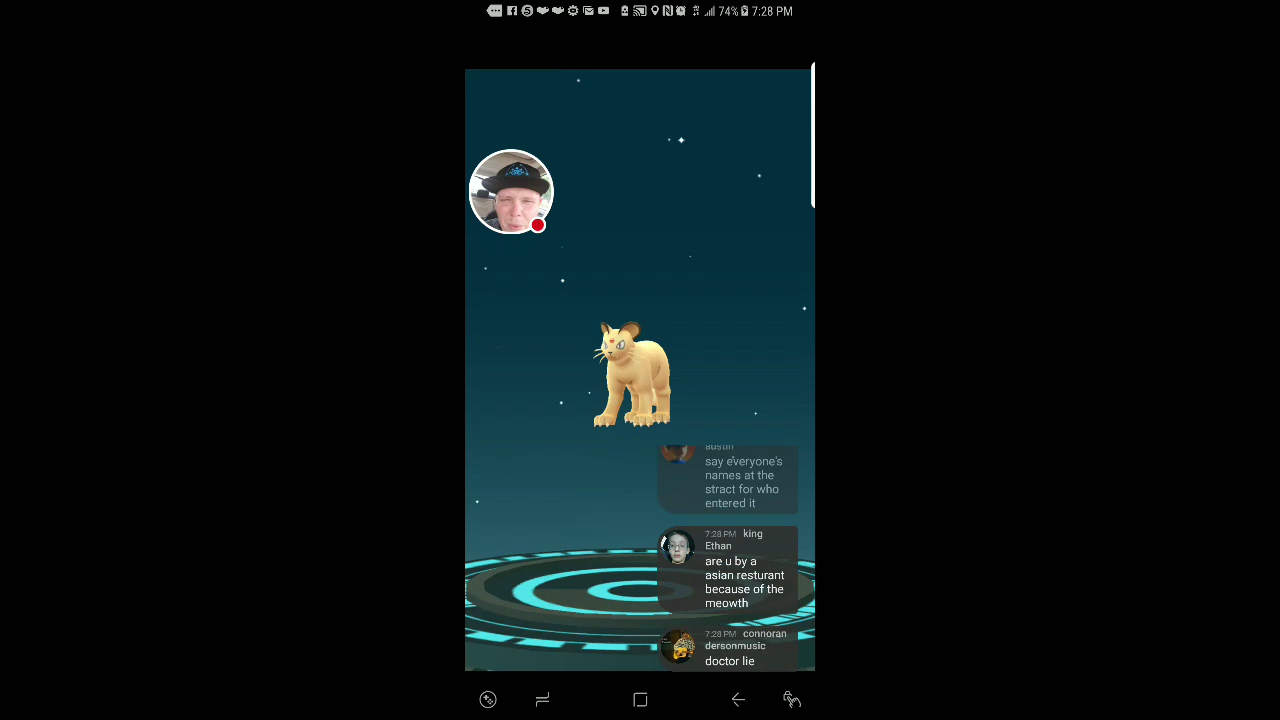 74% 7:28 PM
austin
say everyone's
names at the
stract for who
entered it
7:28 PM king
Ethan
are u by a
asian resturant
because of the
meowth
7:28 PM connoran
dersonmusic
doctor lie